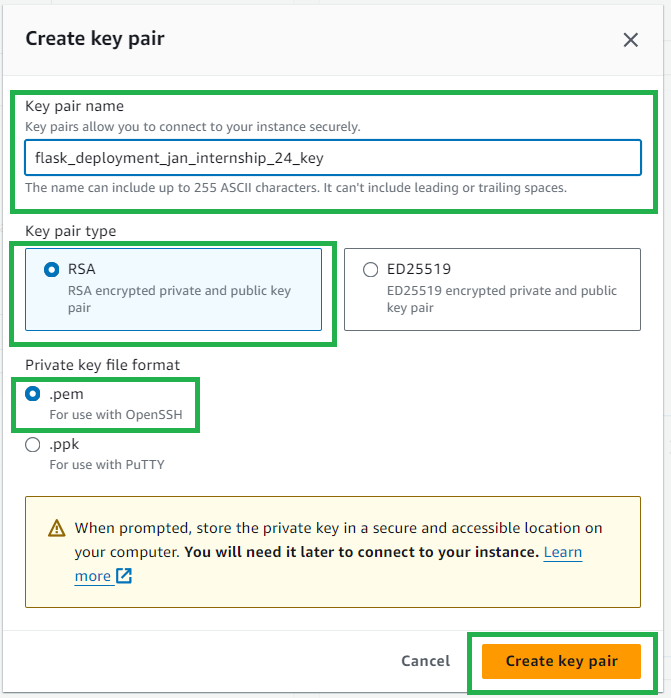 Create key pair
Key pair name
Key pairs allow you to connect to your instance securely.
flask_deployment_jan_internship_24_key
The name can include up to 255 ASCII characters. It can't include leading or trailing spaces.
Key pair type
RSA
RSA encrypted private and public key
pair
ED25519
ED25519 encrypted private and public
key pair
Private key file format
.pem
For use with OpenSSH
.ppk
For use with PuTTY
When prompted, store the private key in a secure and accessible location on
your computer. You will need it later to connect to your instance. Learn
more
Cancel
Create key pair